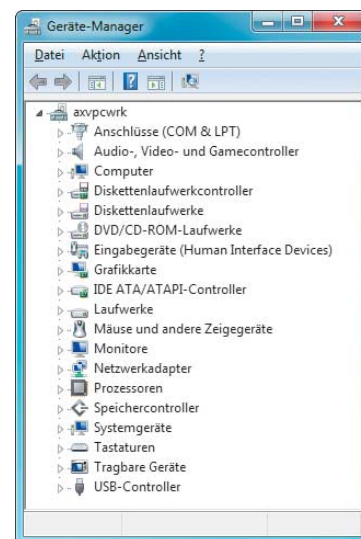 Geräte-Manager
Datei Aktion Ansicht ?
axvpcwrk
Anschlüsse (COM & LPT)
Audio-, Video- und Gamecontroller
Computer
Diskettenlaufwerkcontroller
Diskettenlaufwerke
DVD/CD-ROM-Laufwerke
Eingabegeräte (Human Interface Devices)
Grafikkarte
IDE ATA/ATAPI-Controller
Laufwerke
Mäuse und andere Zeigegeräte
Monitore
Netzwerkadapter
Prozessoren
Speichercontroller
Systemgeräte
Tastaturen
Tragbare Geräte
USB-Controller